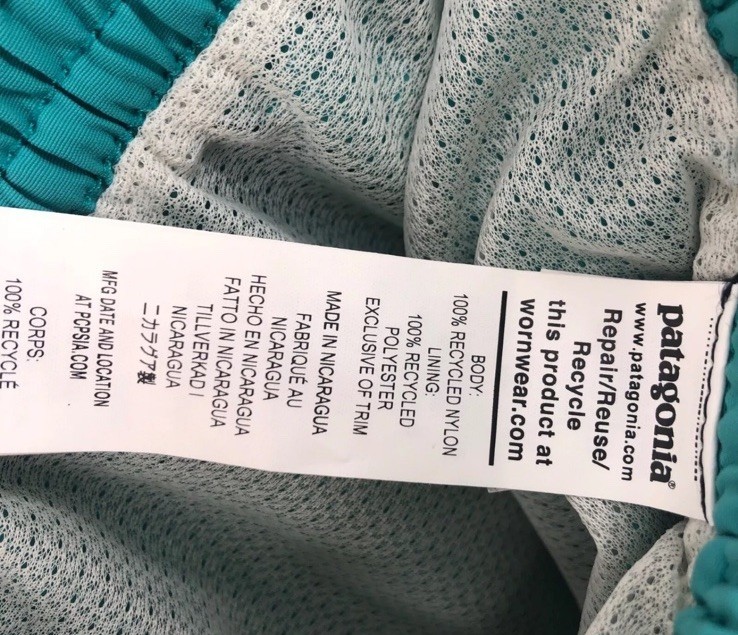 patagonia®
www.patagonia.com
Repair/Reuse/
Recycle
this product at
wornwear.com
BODY:
100% RECYCLED NYLON
LINING:
100% RECYCLED
POLYESTER
EXCLUSIVE OF TRIM
MADE IN NICARAGUA
FABRIQUÉ AU
NICARAGUA
HECHO EN NICARAGUA
FATTO IN NICARAGUA
TILLVERKAD I
NICARAGUA
ニカラグア製
MFG DATE AND LOCATION
AT PCPSIA.COM
CORPS:
100% RECYCLÉ